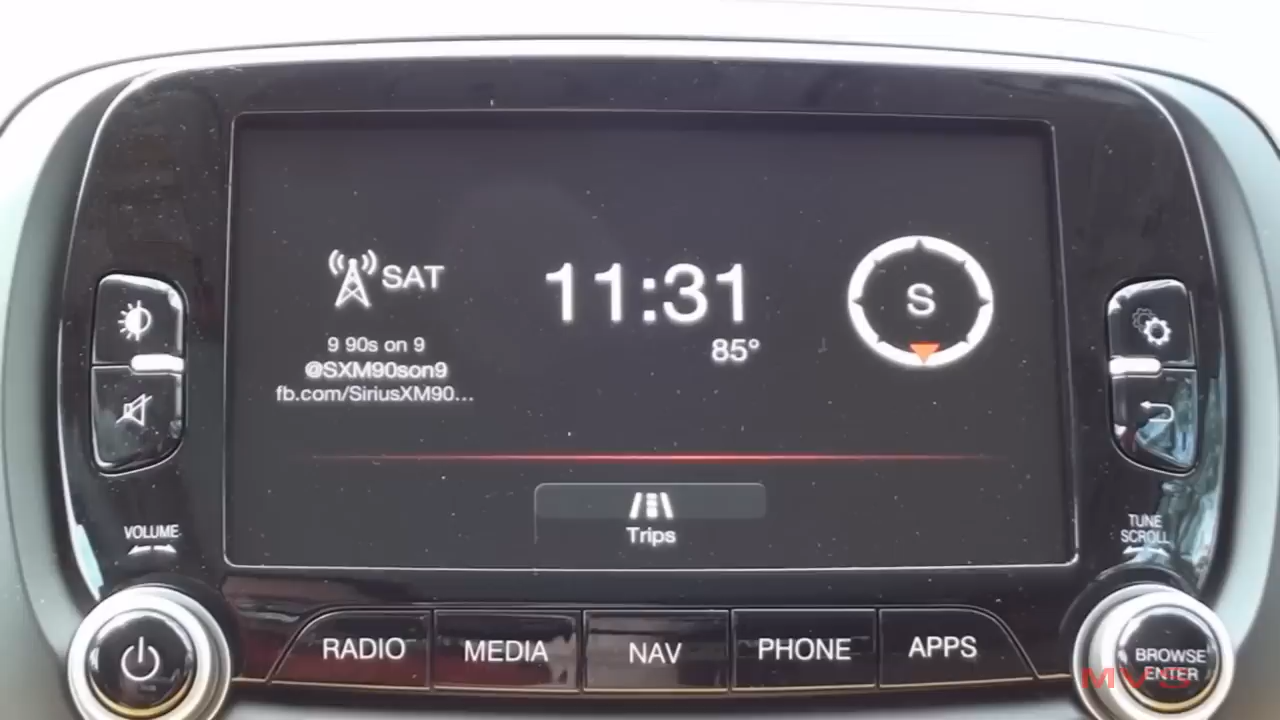 SAT
9 90s on 9
@SXM90son9
fb.com/SiriusXM90...
11:31
85°
S
Trips
VOLUME
TUNE
SCROLL
RADIO
MEDIA
NAV
PHONE
APPS
BROWSE
ENTER
MVS